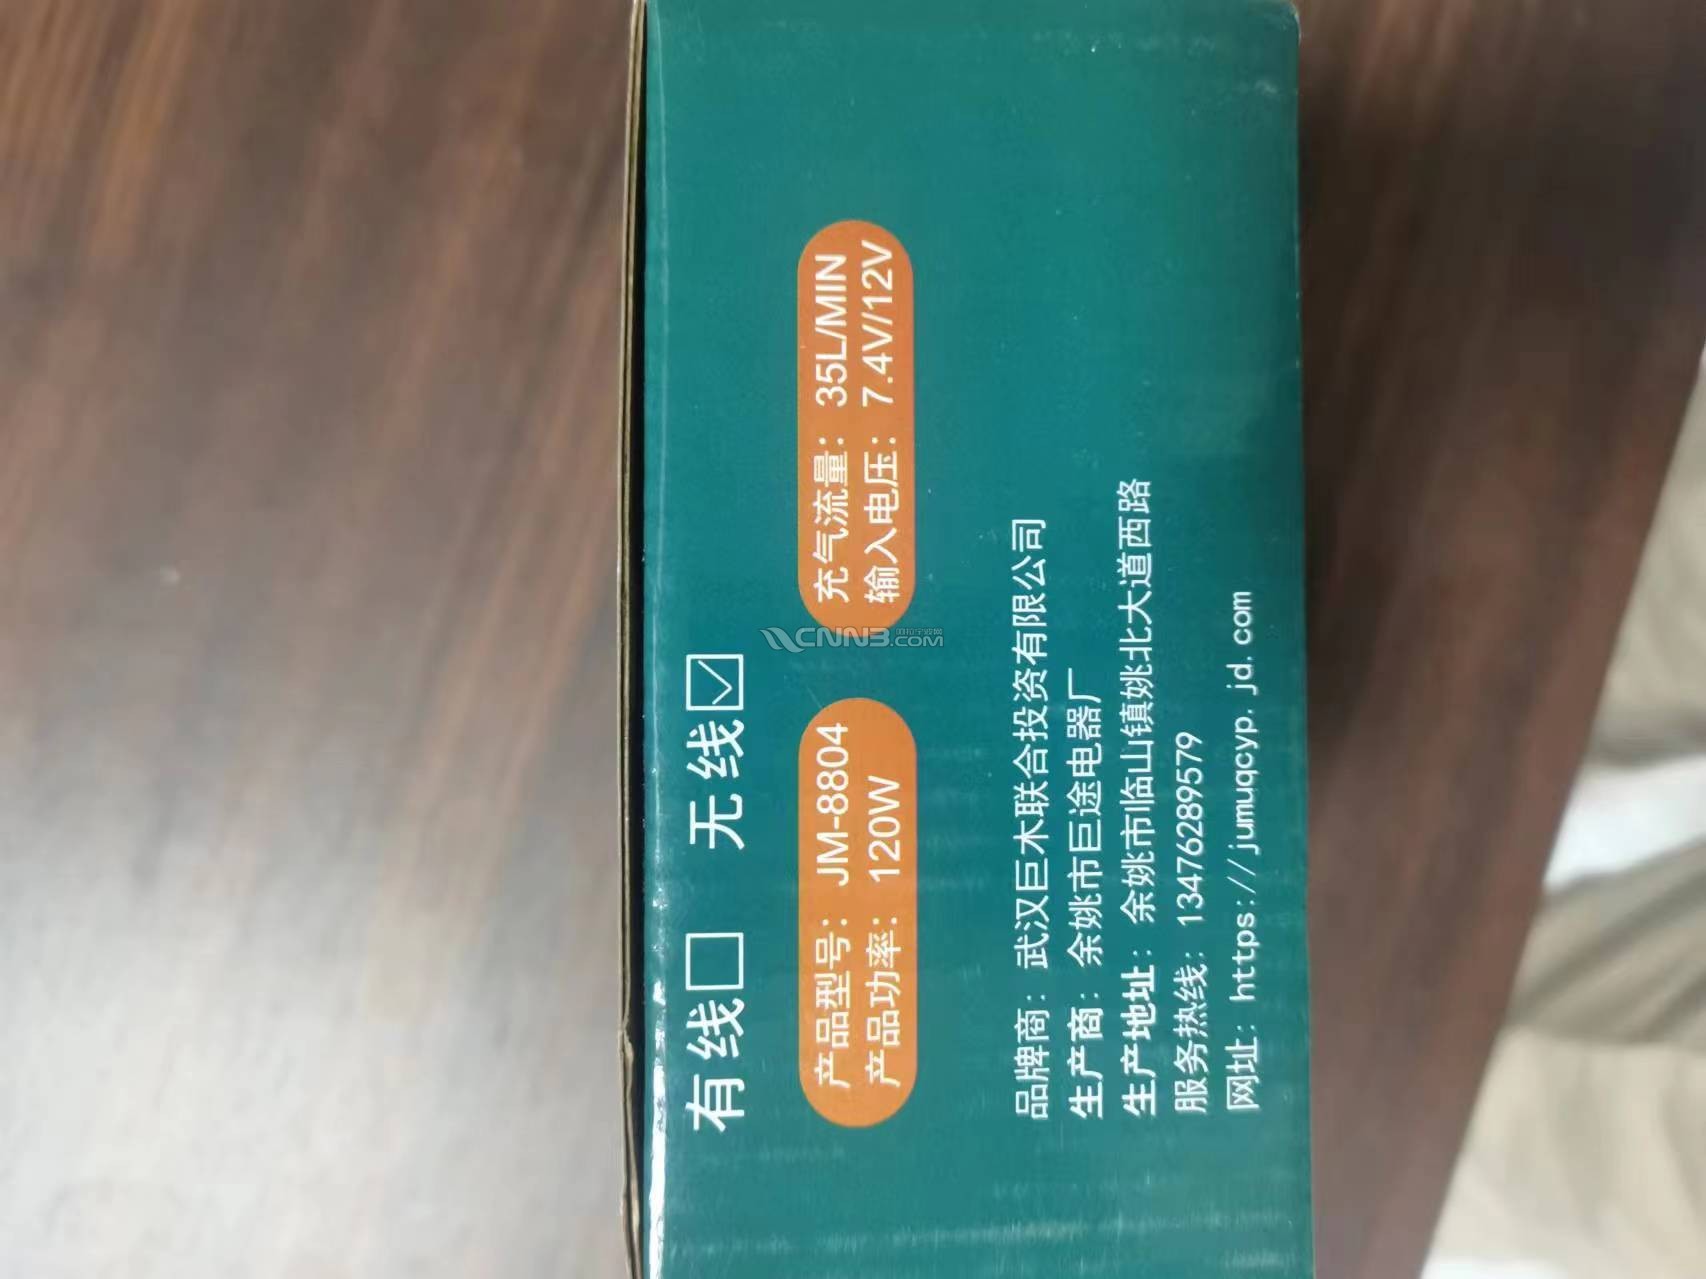 有线□ 无线☑
产品型号：JM-8804
产品功率：120W
充气流量：35L/MIN
输入电压：7.4V/12V
品牌商：武汉巨木联合投资有限公司
生产商：余姚市巨途电器厂
生产地址：余姚市临山镇姚北大道西路
服务热线：13476289579
网址：https://jumuqcyp.jd.com
CNNB.COM